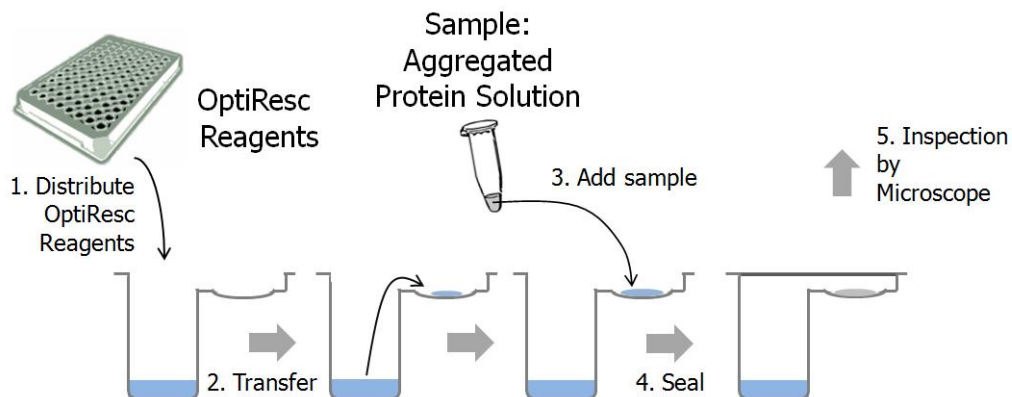 OptiResc
Reagents
Sample:
Aggregated
Protein Solution
1. Distribute
OptiResc
Reagents
3. Add sample
5. Inspection
by
Microscope
2. Transfer
4. Seal